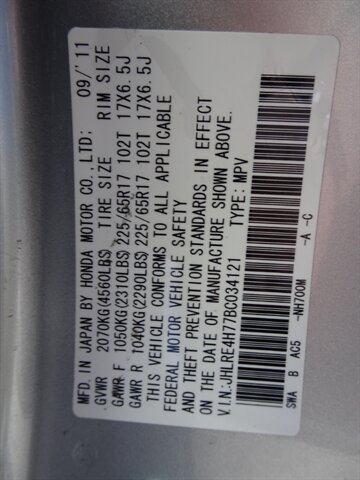 MFD. IN JAPAN BY HONDA MOTOR CO.,LTD; 09/'11
GVWR 2070KG(4560LBS) TIRE SIZE RIM SIZE
GAWR F 1050KG(2310LBS)225/65R17 102T 17X6.5J
GAWR R 1040KG(2290LBS)225/65R17 102T 17X6.5J
THIS VEHICLE CONFORMS TO ALL APPLICABLE
FEDERAL MOTOR VEHICLE SAFETY
AND THEFT PREVENTION STANDARDS IN EFFECT
ON THE DATE OF MANUFACTURE SHOWN ABOVE.
V.I.N:JHLRE4H77BC034121 TYPE: MPV
SWA B AC5 -NH700M -A -C